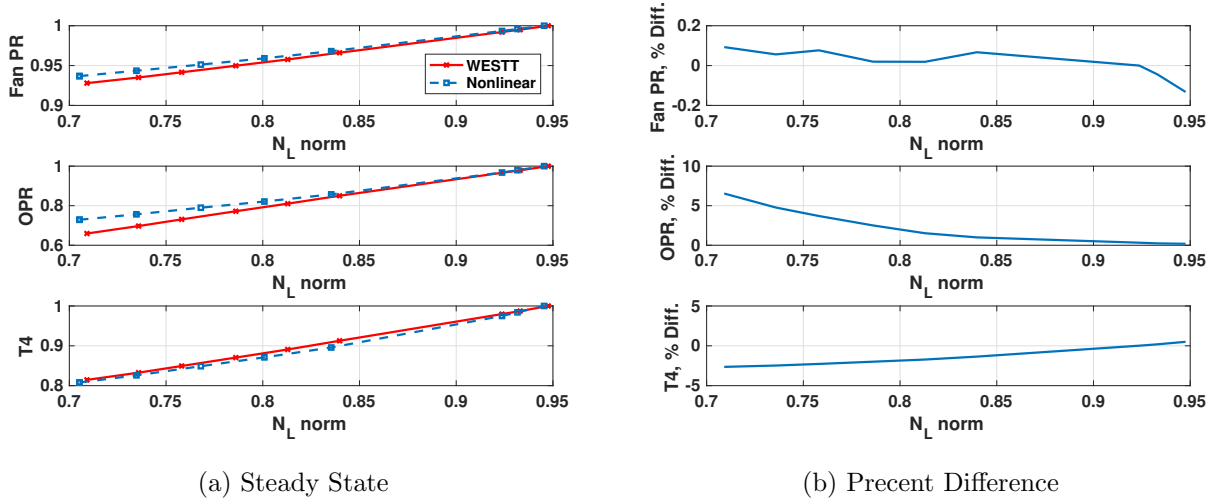 1
0.95
0.9
Fan PR
WESTT
Nonlinear
0.7 0.75 0.8 0.85 0.9 0.95
N_L norm
1
0.8
0.6
OPR
0.7 0.75 0.8 0.85 0.9 0.95
N_L norm
1
0.9
0.8
T4
0.7 0.75 0.8 0.85 0.9 0.95
N_L norm
(a) Steady State
0.2
0
-0.2
Fan PR, % Diff.
0.7 0.75 0.8 0.85 0.9 0.95
N_L norm
10
5
0
OPR, % Diff.
0.7 0.75 0.8 0.85 0.9 0.95
N_L norm
5
0
-5
T4, % Diff.
0.7 0.75 0.8 0.85 0.9 0.95
N_L norm
(b) Precent Difference